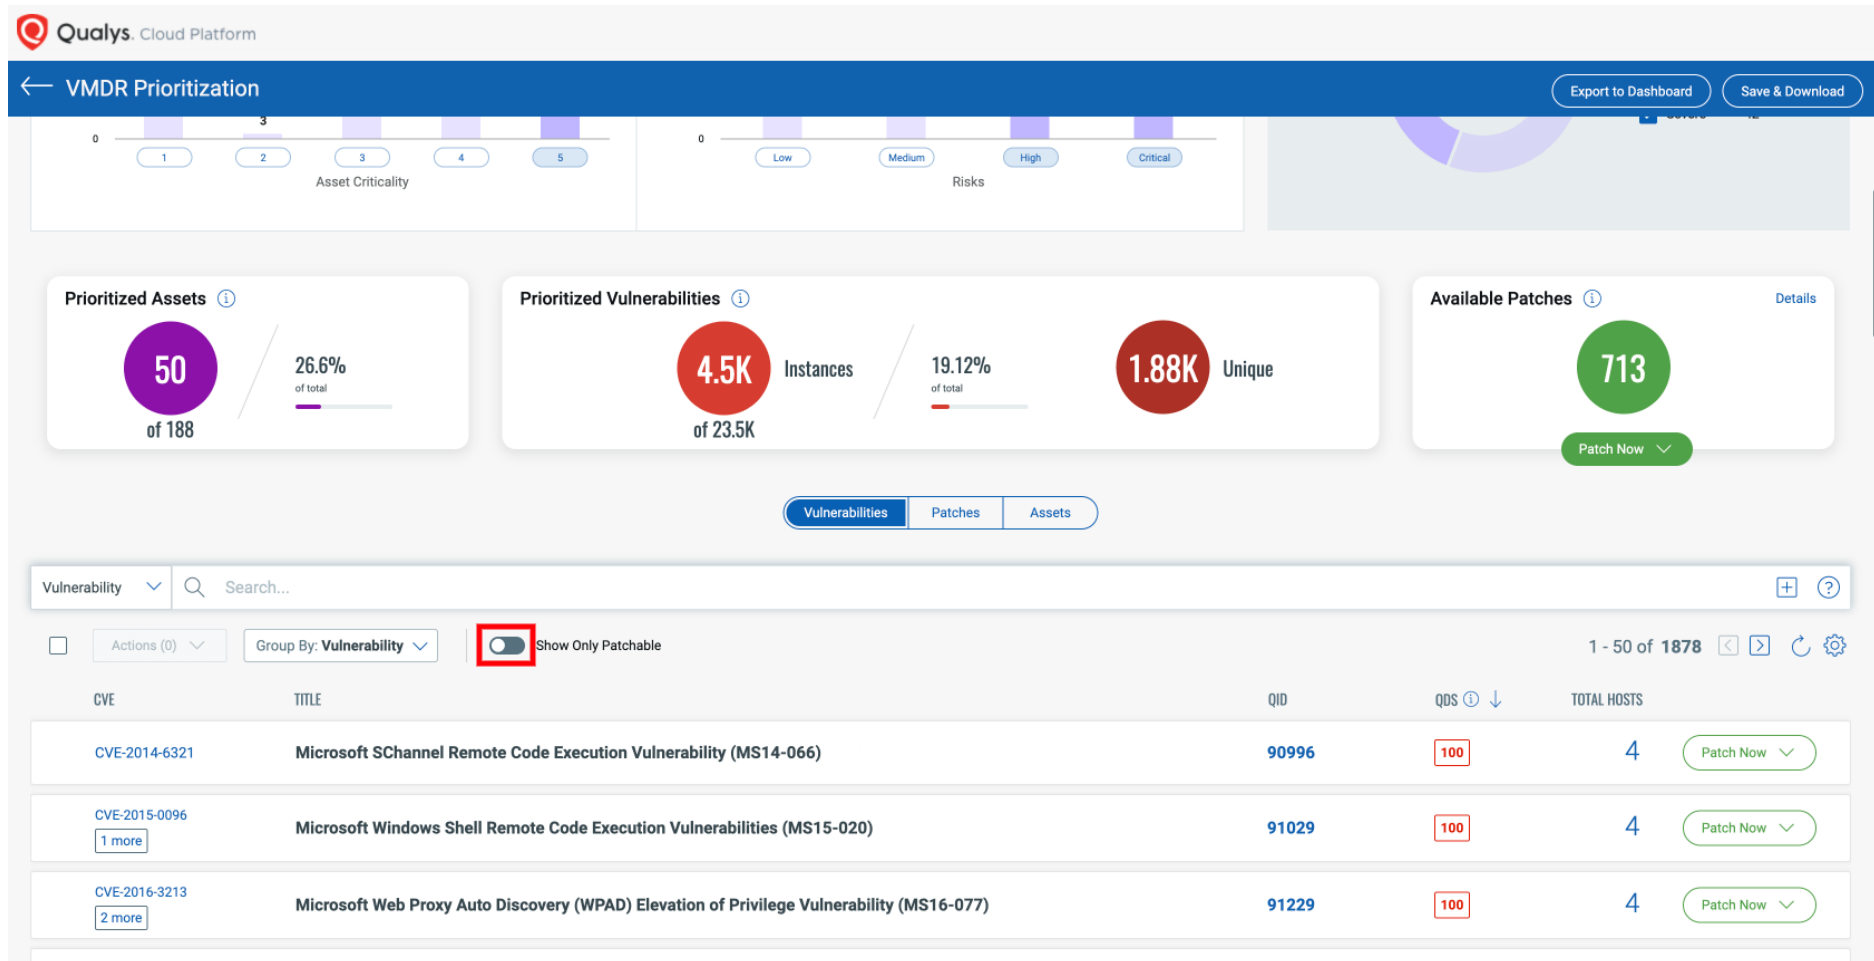 Qualys. Cloud Platform
VMDR Prioritization
Export to Dashboard
Save & Download
3
0
1
2
3
4
5
Asset Criticality
0
Low
Medium
High
Critical
Risks
Prioritized Assets
50
of 188
26.6%
of total
Prioritized Vulnerabilities
4.5K
Instances
of 23.5K
19.12%
of total
1.88K
Unique
Available Patches
Details
713
Patch Now
Vulnerabilities
Patches
Assets
Vulnerability
Search...
Actions (0)
Group By: Vulnerability
Show Only Patchable
1 - 50 of 1878
CVE TITLE QID QDS TOTAL HOSTS
CVE-2014-6321 Microsoft SChannel Remote Code Execution Vulnerability (MS14-066) 90996 100 4 Patch Now
CVE-2015-0096
1 more
Microsoft Windows Shell Remote Code Execution Vulnerabilities (MS15-020) 91029 100 4 Patch Now
CVE-2016-3213
2 more
Microsoft Web Proxy Auto Discovery (WPAD) Elevation of Privilege Vulnerability (MS16-077) 91229 100 4 Patch Now